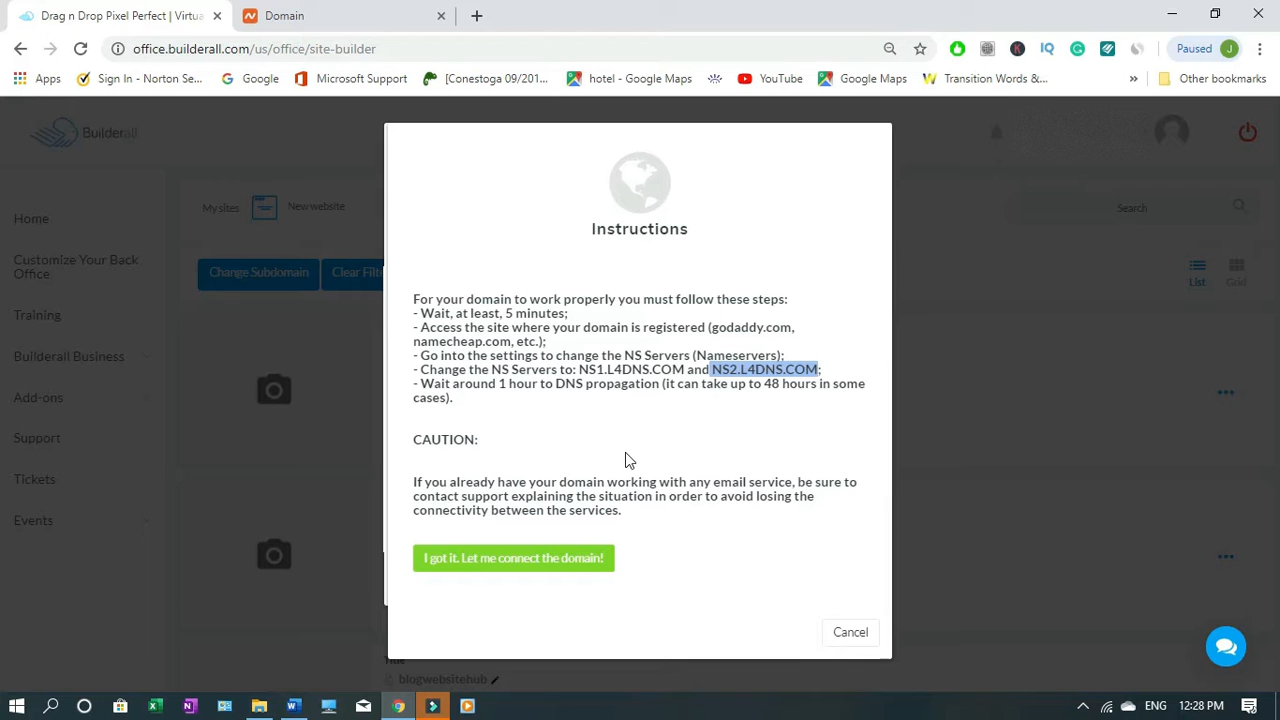 Drag n Drop Pixel Perfect | Virtua
Domain
office.builderall.com/us/office/site-builder
Paused
J
Apps
Sign In - Norton Se...
Google
Microsoft Support
[Conestoga 09/201...
hotel - Google Maps
YouTube
Google Maps
Transition Words &...
»
Other bookmarks
Builderall
Home
Customize Your Back
Office
Training
Builderall Business
Add-ons
Support
Tickets
Events
My sites
New website
Search
Change Subdomain
Clear Filte
List
Grid
Instructions
For your domain to work properly you must follow these steps:
- Wait, at least, 5 minutes;
- Access the site where your domain is registered (godaddy.com,
namecheap.com, etc.);
- Go into the settings to change the NS Servers (Nameservers);
- Change the NS Servers to: NS1.L4DNS.COM and NS2.L4DNS.COM;
- Wait around 1 hour to DNS propagation (it can take up to 48 hours in some
cases).
CAUTION:
If you already have your domain working with any email service, be sure to
contact support explaining the situation in order to avoid losing the
connectivity between the services.
I got it. Let me connect the domain!
Cancel
Title
blogwebsitehub
ENG
12:28 PM